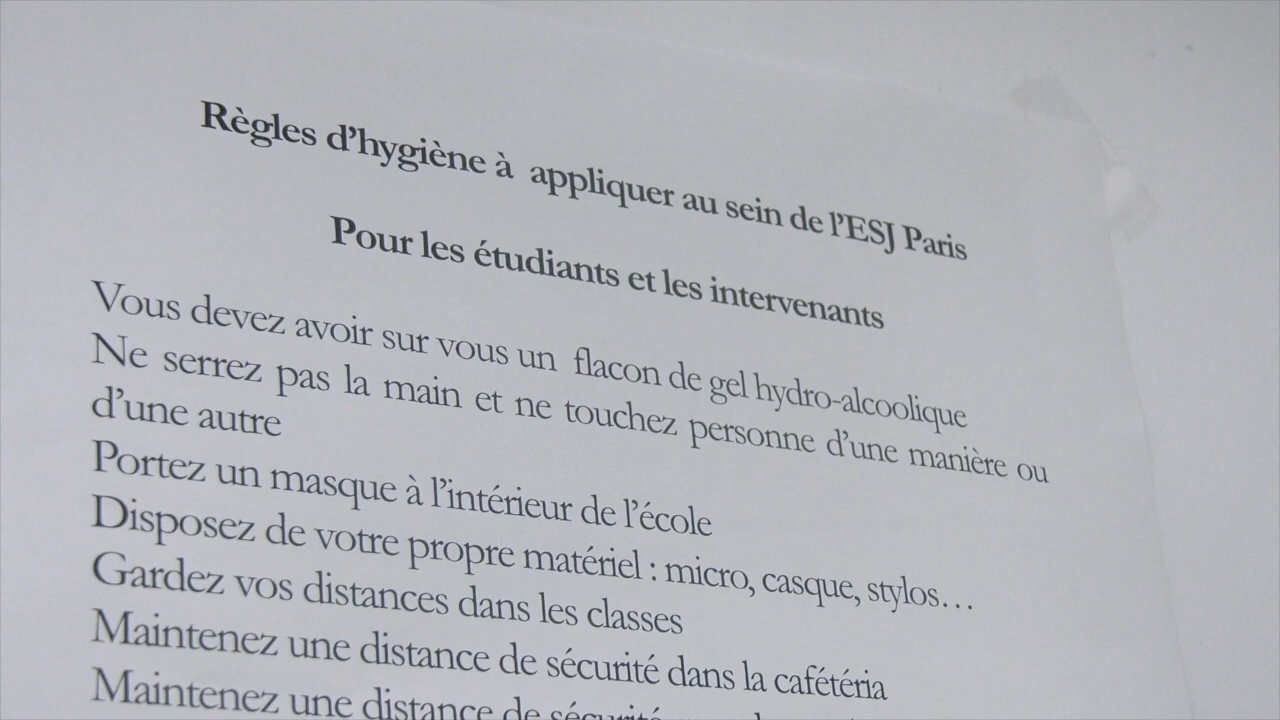 Règles d'hygiène à appliquer au sein de l'ESJ Paris
Pour les étudiants et les intervenants
Vous devez avoir sur vous un flacon de gel hydro-alcoolique
Ne serrez pas la main et ne touchez personne d'une manière ou
d'une autre
Portez un masque à l'intérieur de l'école
Disposez de votre propre matériel : micro, casque, stylos…
Gardez vos distances dans les classes
Maintenez une distance de sécurité dans la cafétéria
Maintenez une distance de sécurité